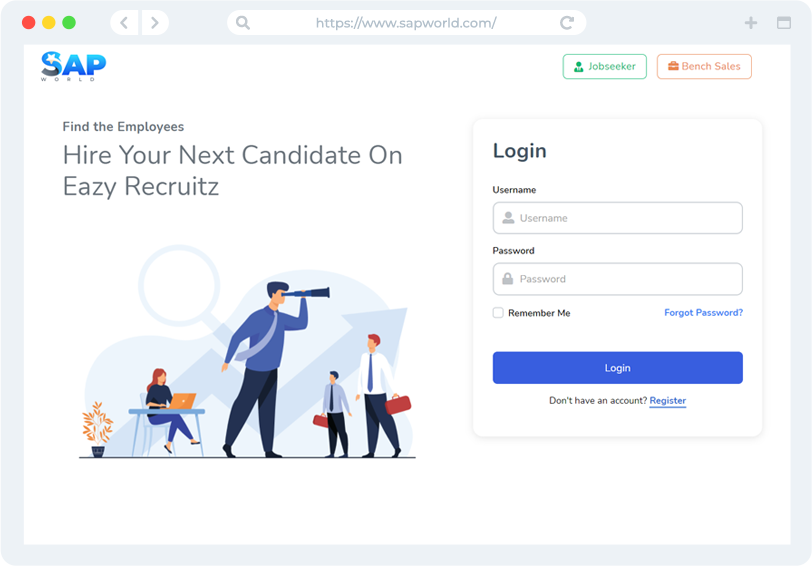 https://www.sapworld.com/
SAP
WORLD
Jobseeker
Bench Sales
Find the Employees
Hire Your Next Candidate On
Eazy Recruitz
Login
Username
Username
Password
Password
Remember Me
Forgot Password?
Login
Don't have an account? Register